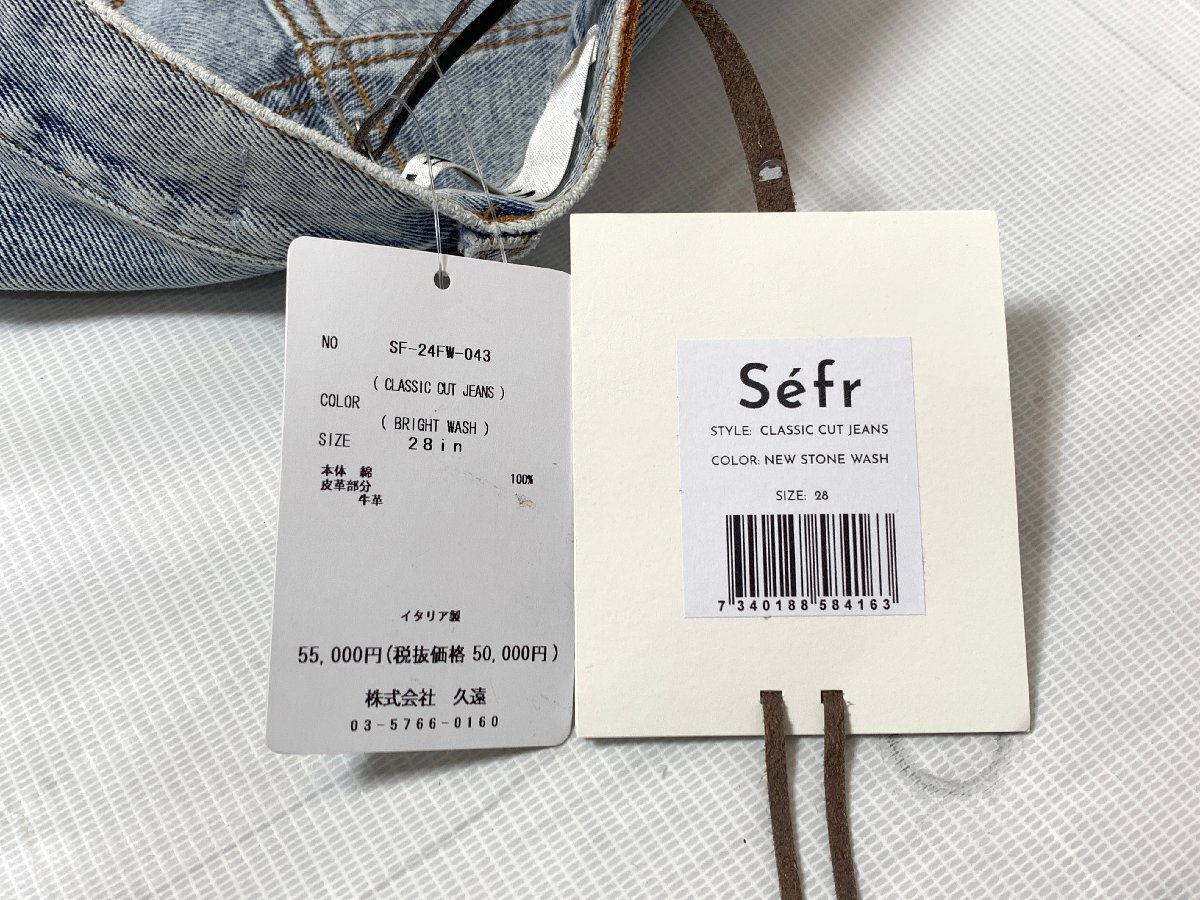 NO SF-24FW-043
( CLASSIC CUT JEANS )
COLOR
( BRIGHT WASH )
SIZE 28in
本体 綿 100%
皮革部分
牛革
イタリア製
55,000円(税抜価格 50,000円)
株式会社 久遠
03-5766-0160
Séfr
STYLE: CLASSIC CUT JEANS
COLOR: NEW STONE WASH
SIZE: 28
7 340188 584163